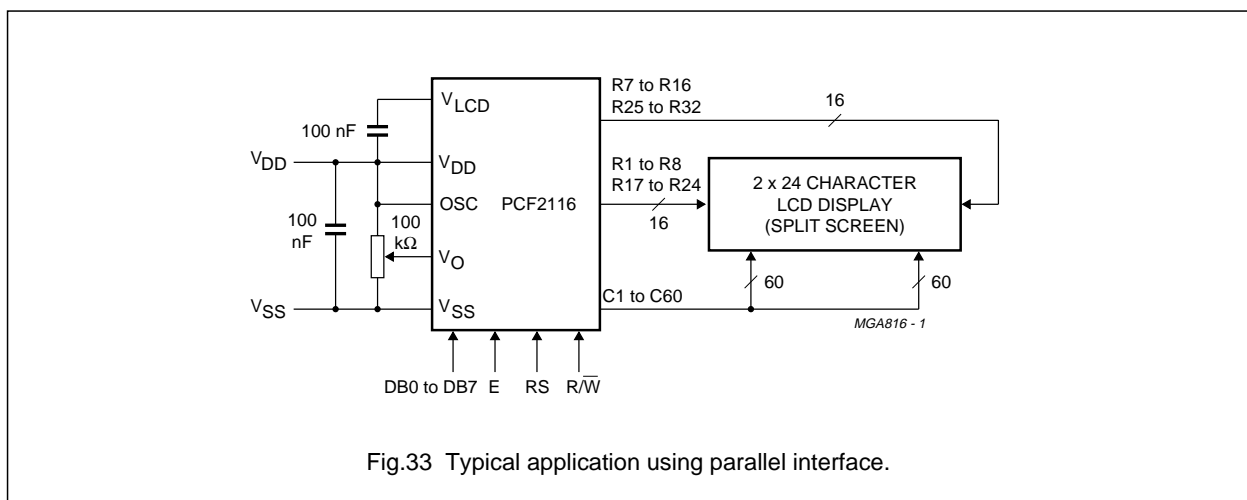 R7 to R16
R25 to R32
16
VLCD
100 nF
VDD
VDD
R1 to R8
R17 to R24
16
2 x 24 CHARACTER
LCD DISPLAY
(SPLIT SCREEN)
OSC
PCF2116
100
nF
100
kΩ
VO
60
60
C1 to C60
VSS
VSS
MGA816 - 1
DB0 to DB7 E RS R/W̅
Fig.33 Typical application using parallel interface.